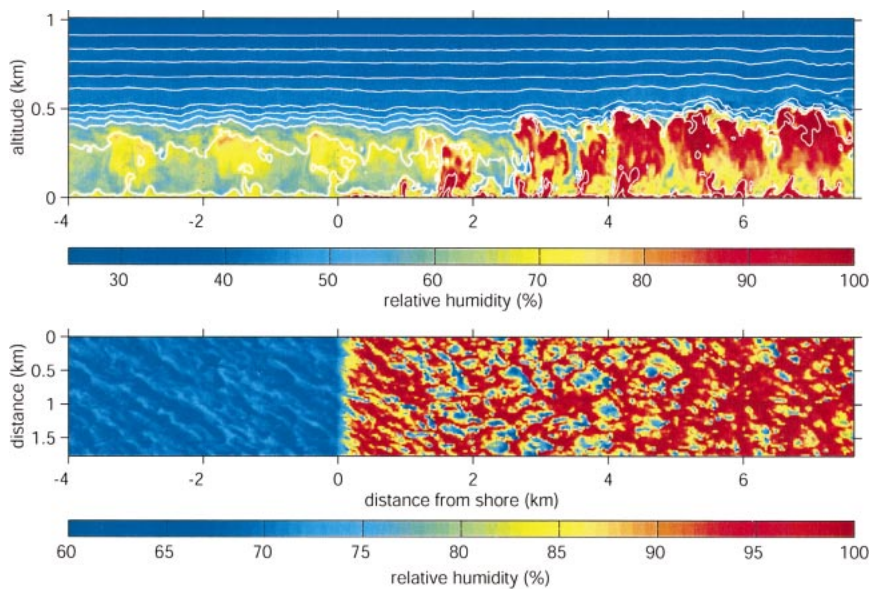 1
0.5
0
altitude (km)
-4 -2 0 2 4 6
30 40 50 60 70 80 90 100
relative humidity (%)
0
0.5
1
1.5
distance (km)
-4 -2 0 2 4 6
distance from shore (km)
60 65 70 75 80 85 90 95 100
relative humidity (%)